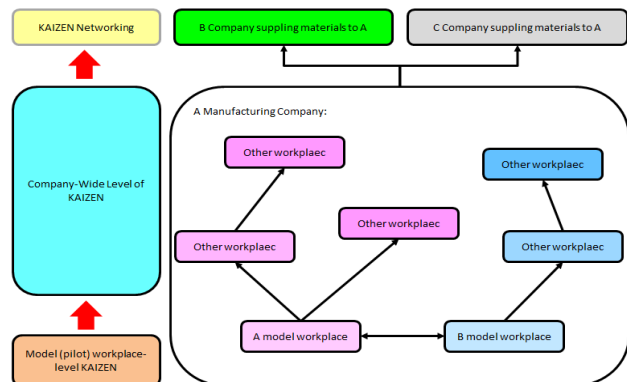 KAIZEN Networking
B Company suppling materials to A
C Company suppling materials to A
A Manufacturing Company:
Other workplaec
Other workplaec
Company-Wide Level of
KAIZEN
Other workplaec
Other workplaec
Other workplaec
A model workplace
B model workplace
Model (pilot) workplace-
level KAIZEN